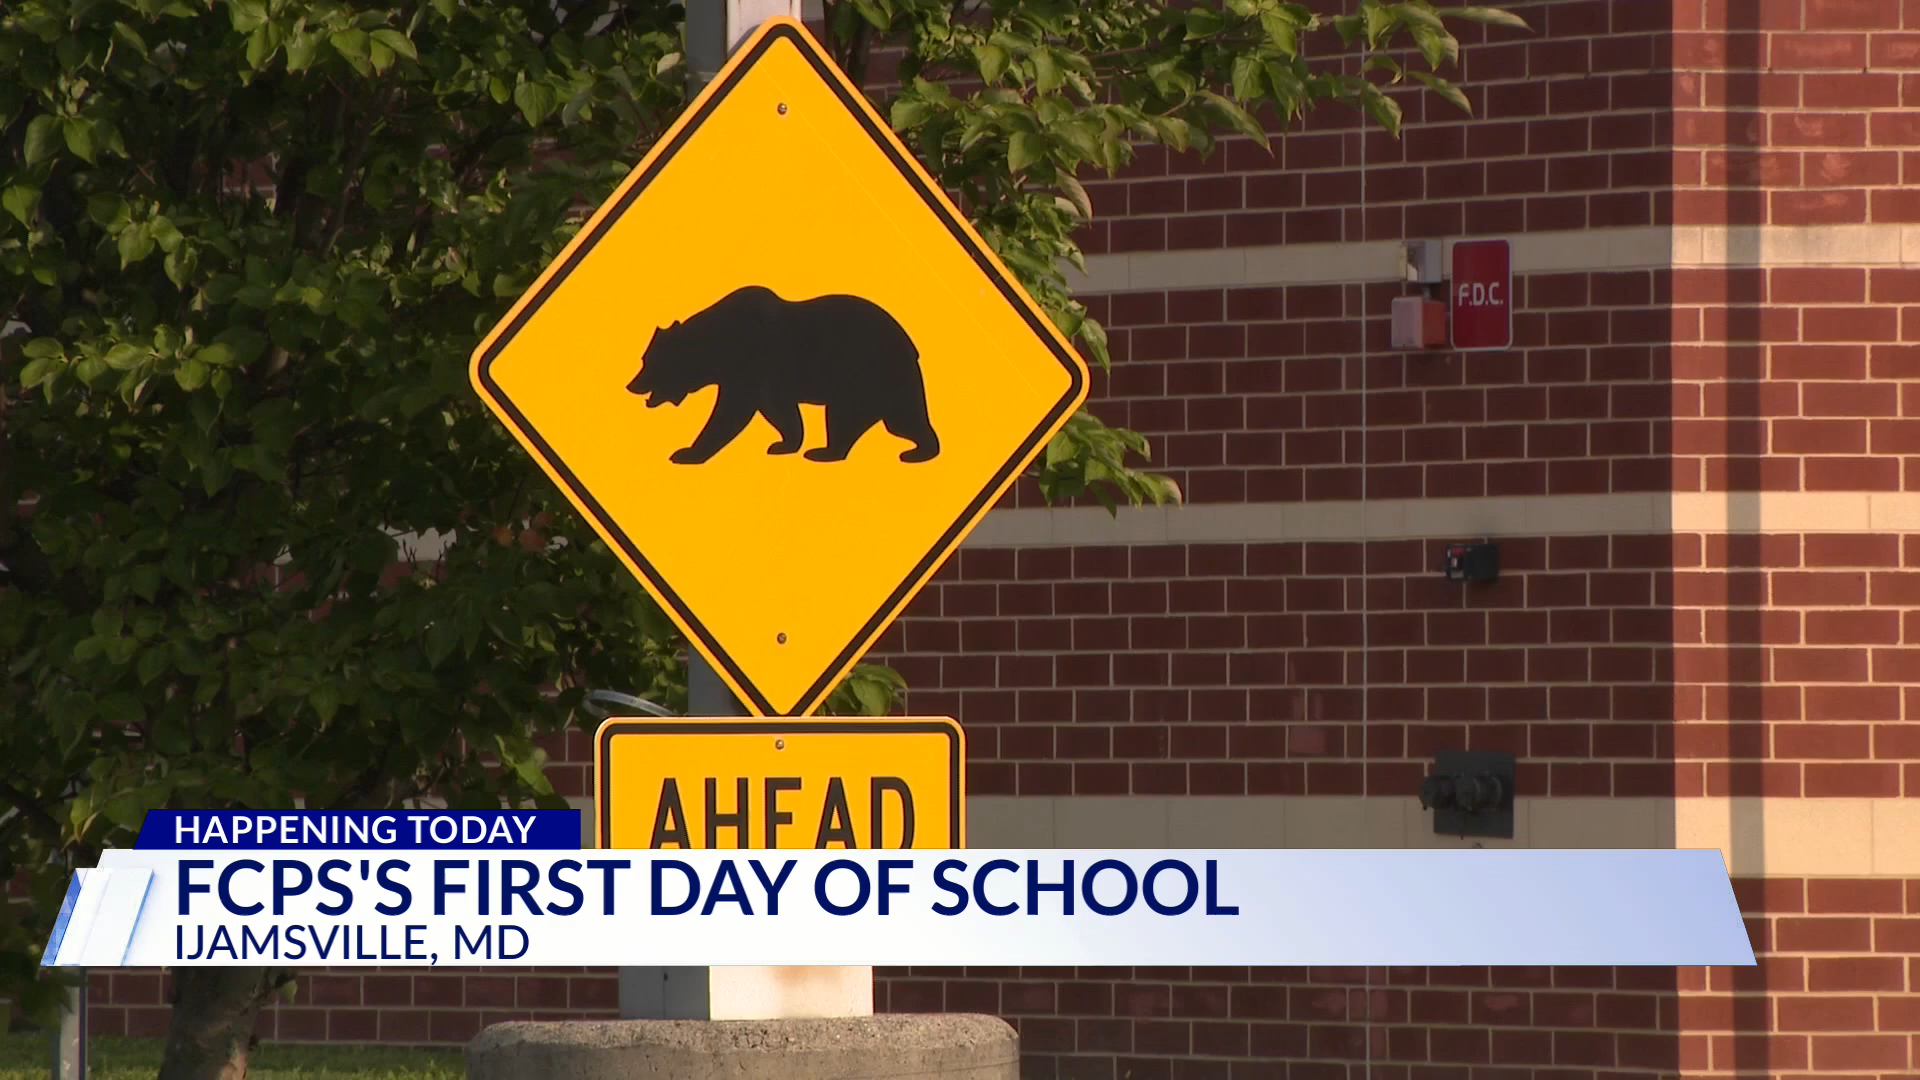 F.D.C.
AHEAD
HAPPENING TODAY
FCPS'S FIRST DAY OF SCHOOL
IJAMSVILLE, MD